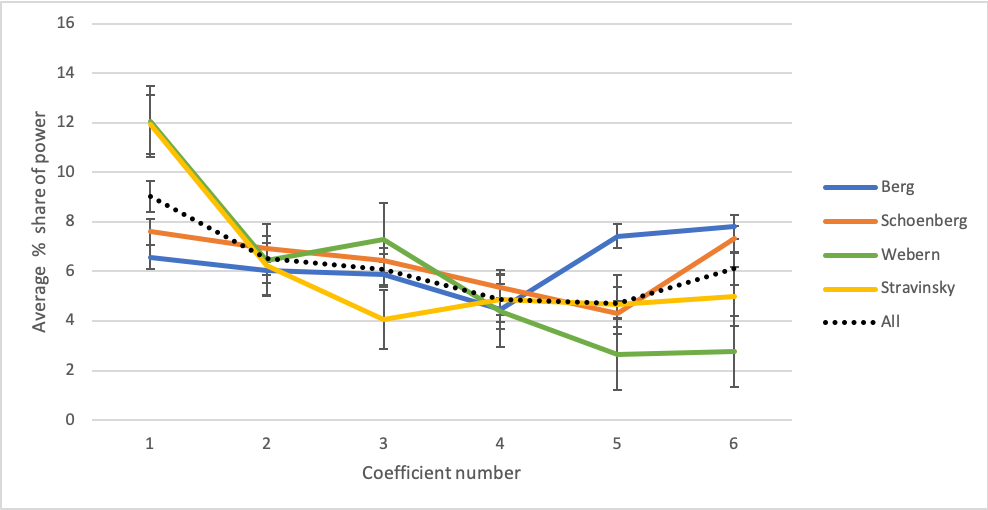 16
14
12
10
8
6
4
2
0
Average % share of power
1 2 3 4 5 6
Coefficient number
Berg
Schoenberg
Webern
Stravinsky
All